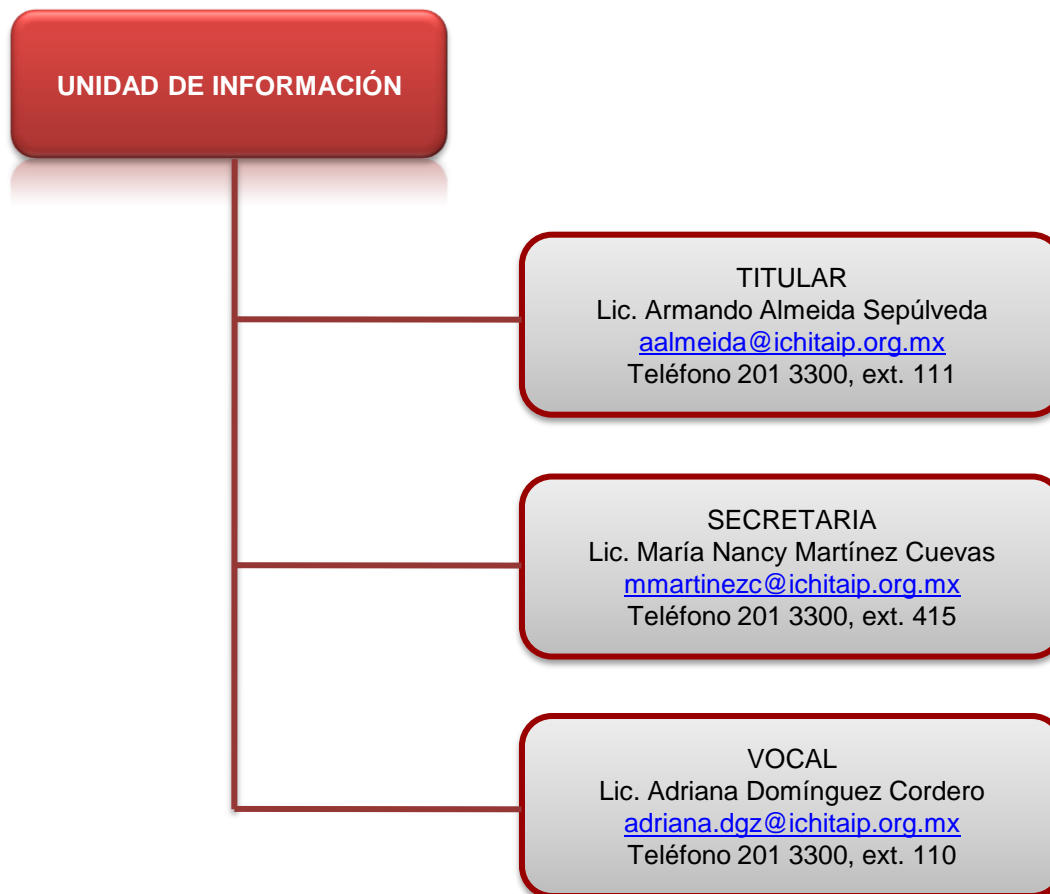 UNIDAD DE INFORMACIÓN
TITULAR
Lic. Armando Almeida Sepúlveda
aalmeida@ichitaip.org.mx
Teléfono 201 3300, ext. 111
SECRETARIA
Lic. María Nancy Martínez Cuevas
mmartinezc@ichitaip.org.mx
Teléfono 201 3300, ext. 415
VOCAL
Lic. Adriana Domínguez Cordero
adriana.dgz@ichitaip.org.mx
Teléfono 201 3300, ext. 110